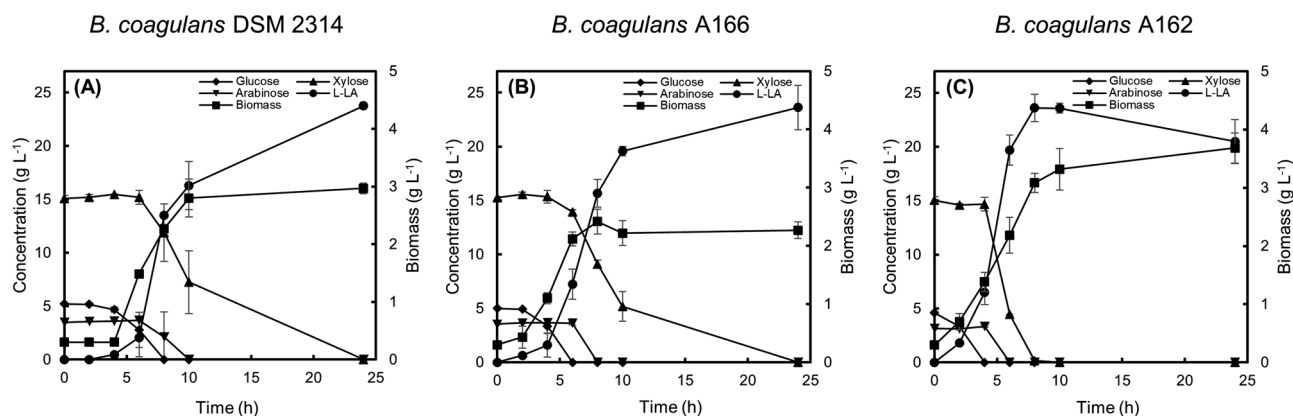 B. coagulans DSM 2314
B. coagulans A166
B. coagulans A162
(A)
Glucose
Xylose
Arabinose
L-LA
Biomass
25
20
15
10
5
0
Concentration (g L-1)
5
4
3
2
1
0
Biomass (g L-1)
0
5
10
15
20
25
Time (h)
(B)
Glucose
Xylose
Arabinose
L-LA
Biomass
25
20
15
10
5
0
Concentration (g L-1)
5
4
3
2
1
0
Biomass (g L-1)
0
5
10
15
20
25
Time (h)
(C)
Glucose
Xylose
Arabinose
L-LA
Biomass
25
20
15
10
5
0
Concentration (g L-1)
5
4
3
2
1
0
Biomass (g L-1)
0
5
10
15
20
25
Time (h)